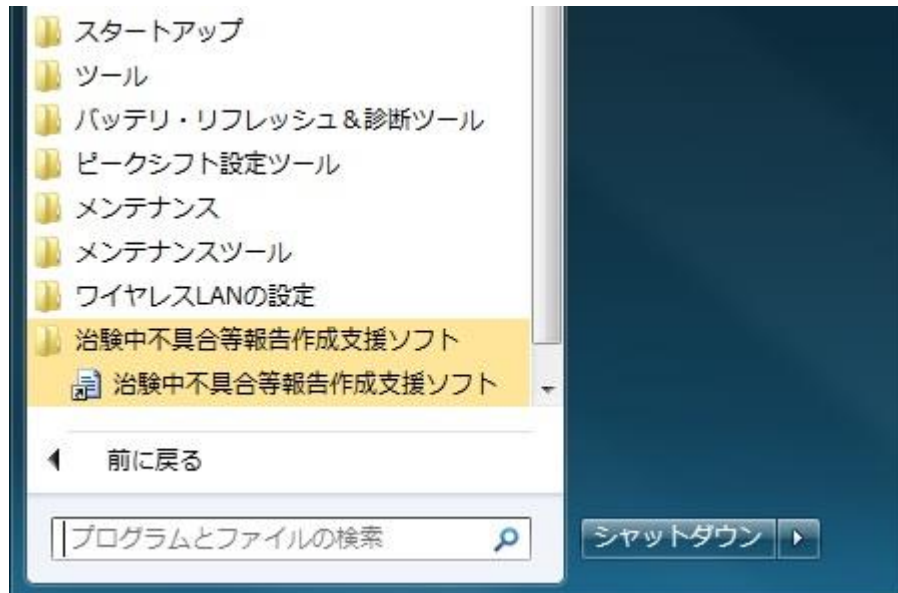 スタートアップ
ツール
バッテリ・リフレッシュ＆診断ツール
ピークシフト設定ツール
メンテナンス
メンテナンスツール
ワイヤレスLANの設定
治験中不具合等報告作成支援ソフト
治験中不具合等報告作成支援ソフト
前に戻る
プログラムとファイルの検索
シャットダウン